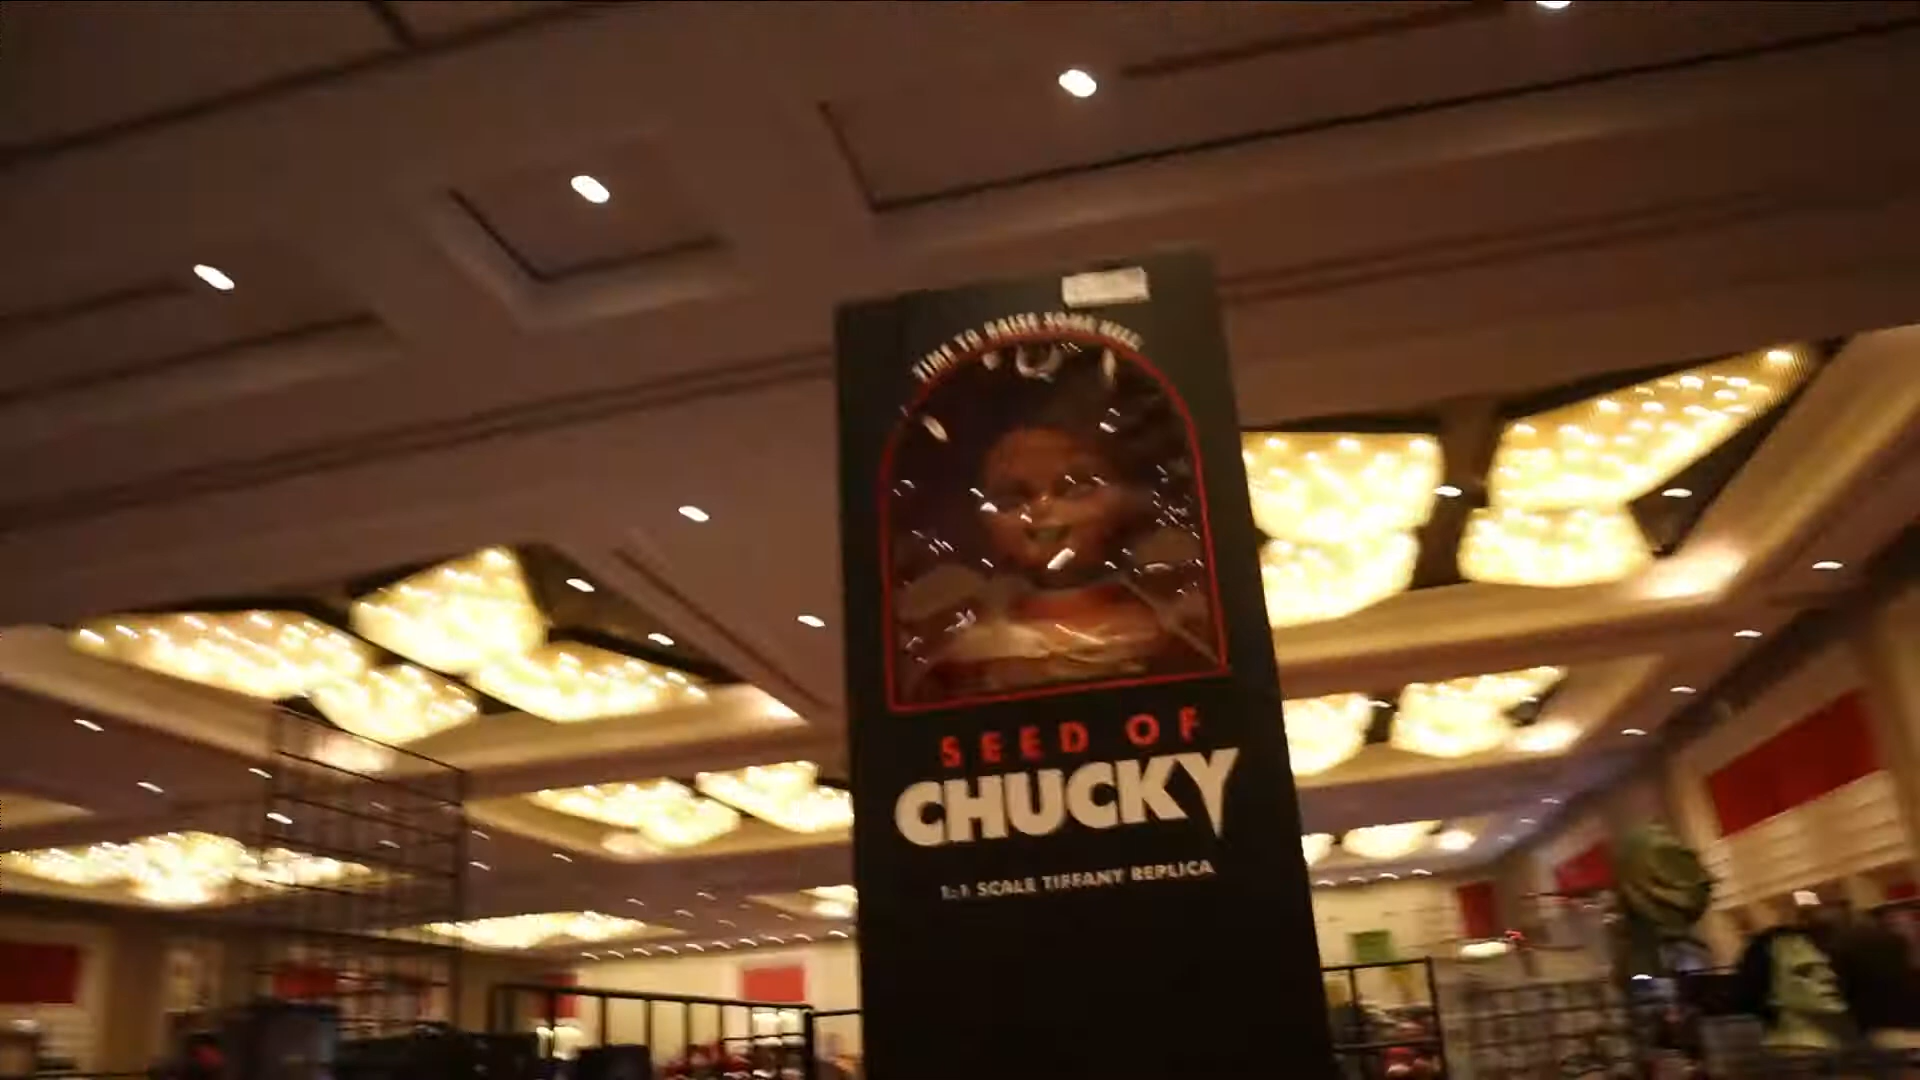 TIME TO RAISE SOME HELL
SEED OF
CHUCKY
1:1 SCALE TIFFANY REPLICA